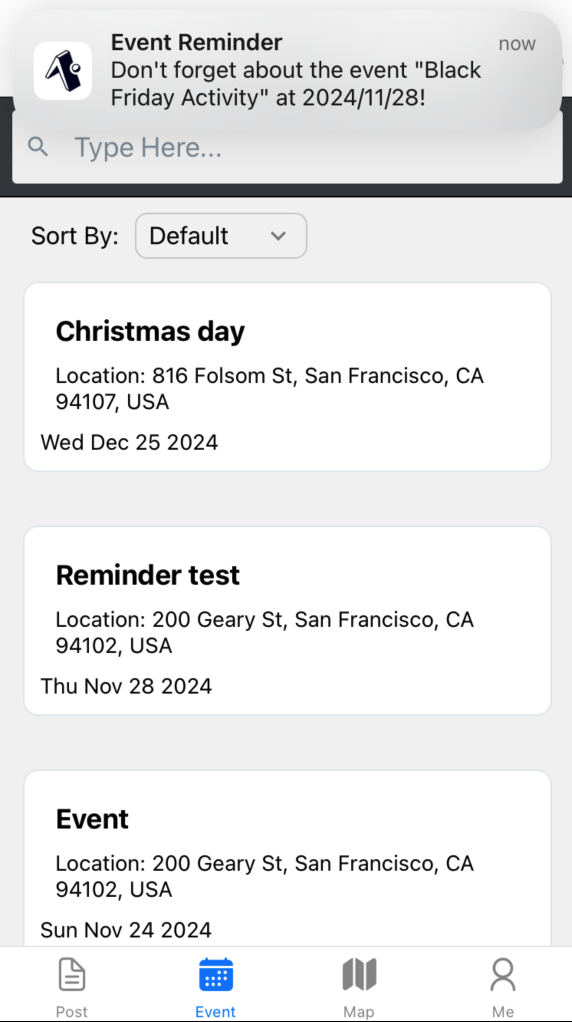 Event Reminder
now
Don't forget about the event "Black
Friday Activity" at 2024/11/28!
Type Here...
Sort By:
Default
Christmas day
Location: 816 Folsom St, San Francisco, CA
94107, USA
Wed Dec 25 2024
Reminder test
Location: 200 Geary St, San Francisco, CA
94102, USA
Thu Nov 28 2024
Event
Location: 200 Geary St, San Francisco, CA
94102, USA
Sun Nov 24 2024
Post
Event
Map
Me